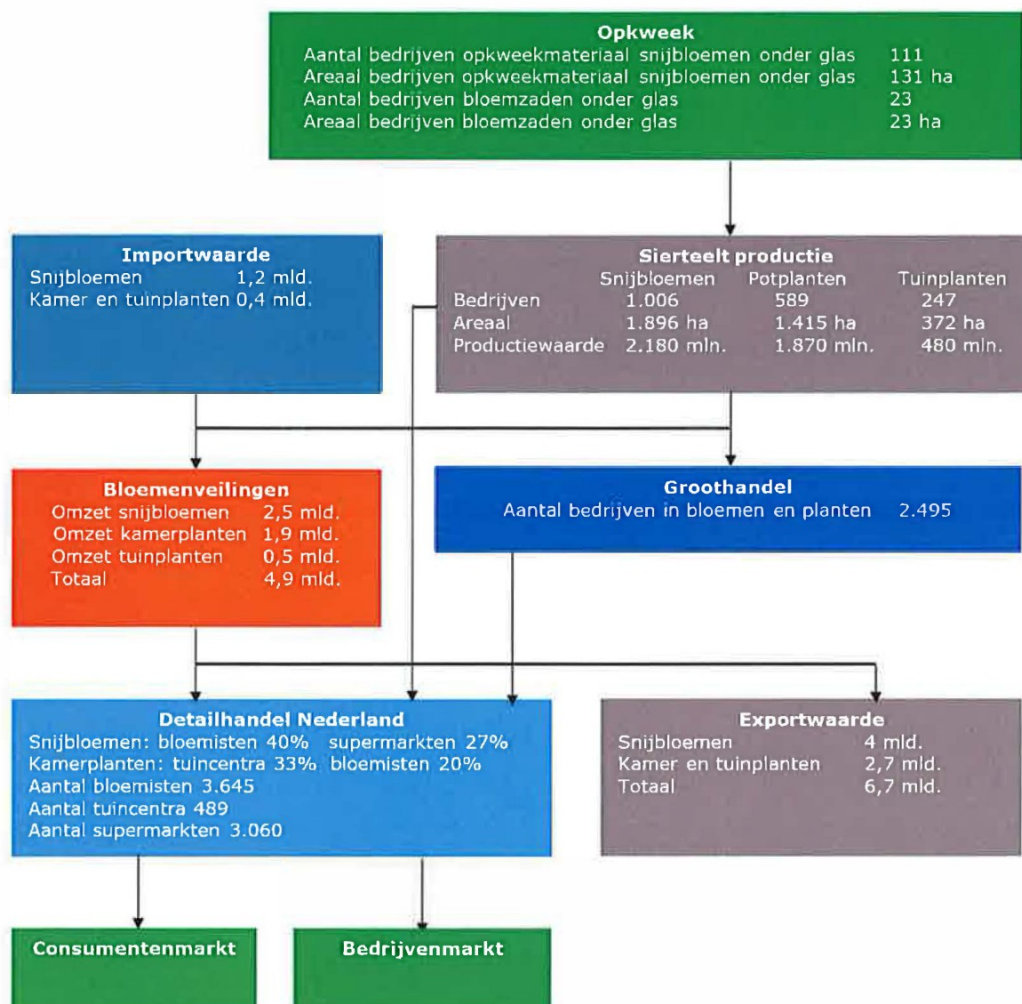 Opkweek
Aantal bedrijven opkweekmateriaal snijbloemen onder glas 111
Areaal bedrijven opkweekmateriaal snijbloemen onder glas 131 ha
Aantal bedrijven bloemzaden onder glas 23
Areaal bedrijven bloemzaden onder glas 23 ha
Importwaarde
Snijbloemen 1,2 mld.
Kamer en tuinplanten 0,4 mld.
Sierteelt productie
Snijbloemen Potplanten Tuinplanten
Bedrijven 1.006 589 247
Areaal 1.896 ha 1.415 ha 372 ha
Productiewaarde 2.180 mln. 1.870 mln. 480 mln.
Bloemenveilingen
Omzet snijbloemen 2,5 mld.
Omzet kamerplanten 1,9 mld.
Omzet tuinplanten 0,5 mld.
Totaal 4,9 mld.
Groothandel
Aantal bedrijven in bloemen en planten 2.495
Detailhandel Nederland
Snijbloemen: bloemisten 40% supermarkten 27%
Kamerplanten: tuincentra 33% bloemisten 20%
Aantal bloemisten 3.645
Aantal tuincentra 489
Aantal supermarkten 3.060
Exportwaarde
Snijbloemen 4 mld.
Kamer en tuinplanten 2,7 mld.
Totaal 6,7 mld.
Consumentenmarkt
Bedrijvenmarkt